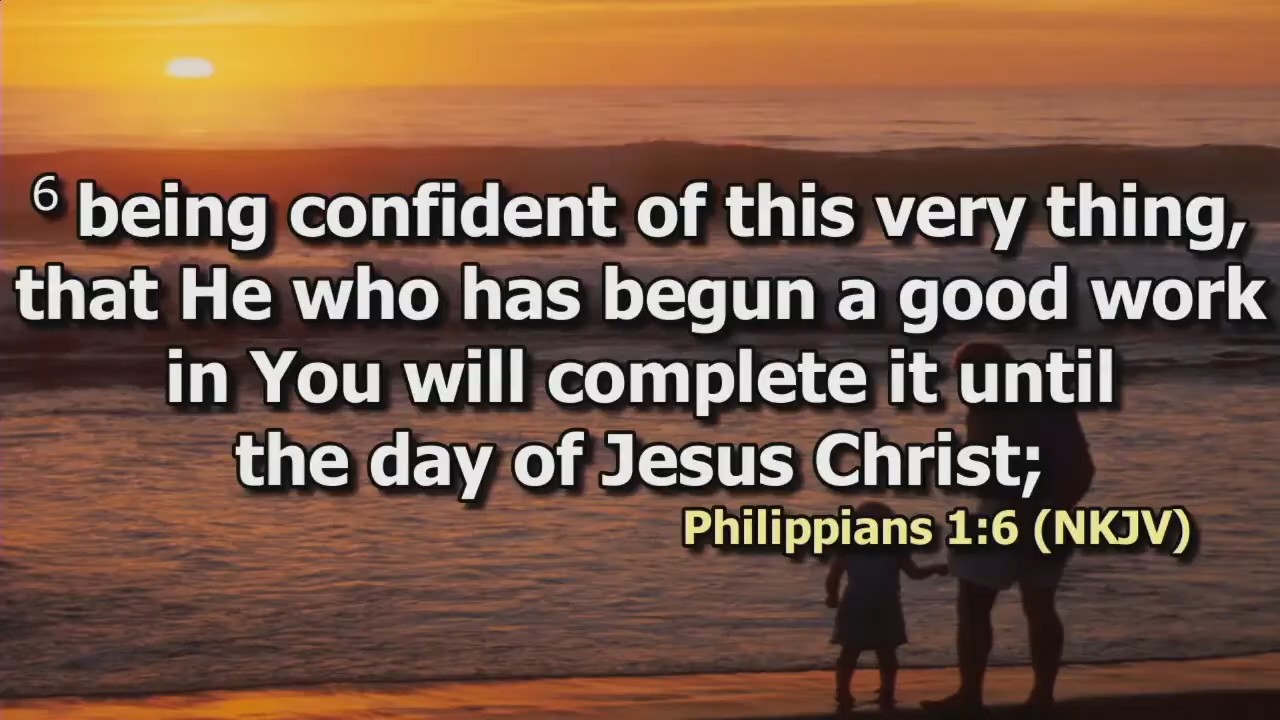 6 being confident of this very thing,
that He who has begun a good work
in You will complete it until
the day of Jesus Christ;
Philippians 1:6 (NKJV)